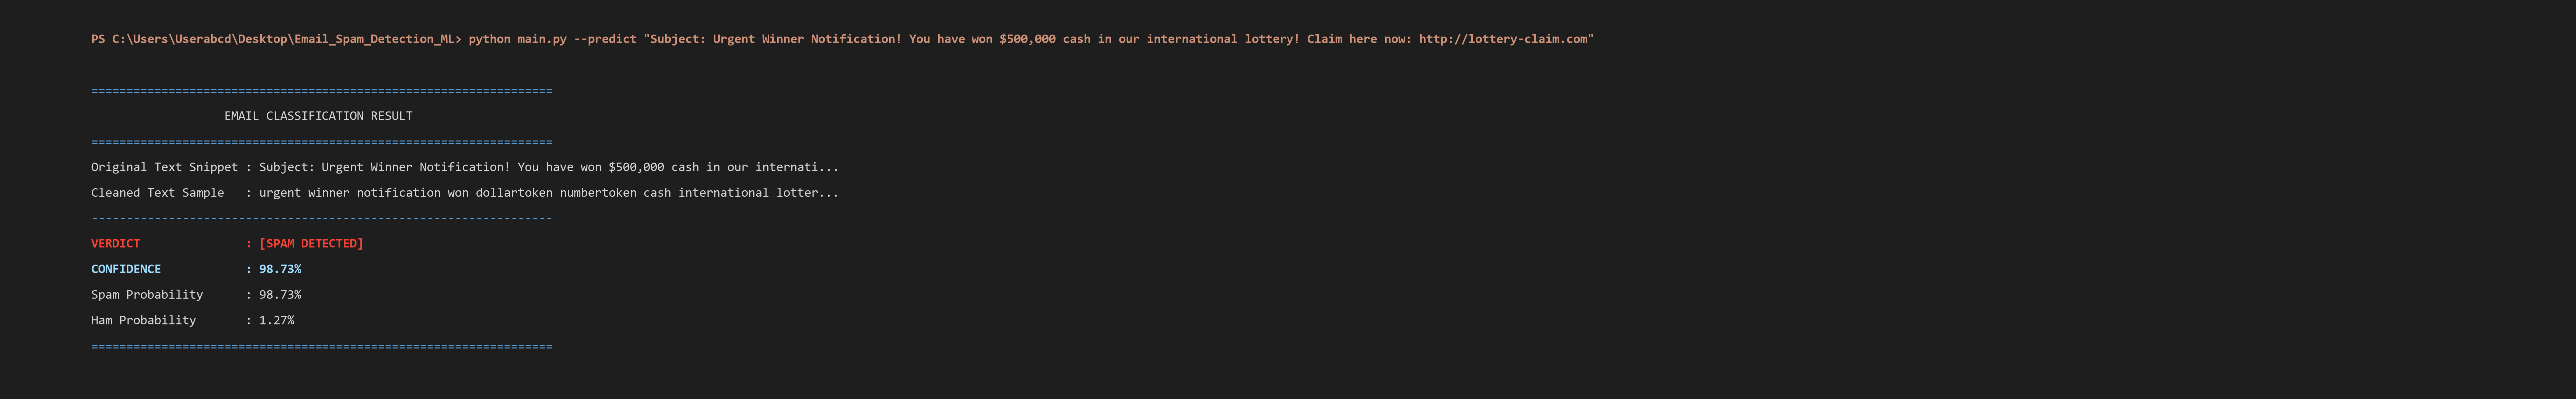 PS C:\Users\Userabcd\Desktop\Email_Spam_Detection_ML> python main.py --predict "Subject: Urgent Winner Notification! You have won $500,000 cash in our international lottery! Claim here now: http://lottery-claim.com"
==================================================================
EMAIL CLASSIFICATION RESULT
==================================================================
Original Text Snippet : Subject: Urgent Winner Notification! You have won $500,000 cash in our internati...
Cleaned Text Sample   : urgent winner notification won dollartoken numbertoken cash international lotter...
------------------------------------------------------------------
VERDICT               : [SPAM DETECTED]
CONFIDENCE            : 98.73%
Spam Probability      : 98.73%
Ham Probability       : 1.27%
==================================================================